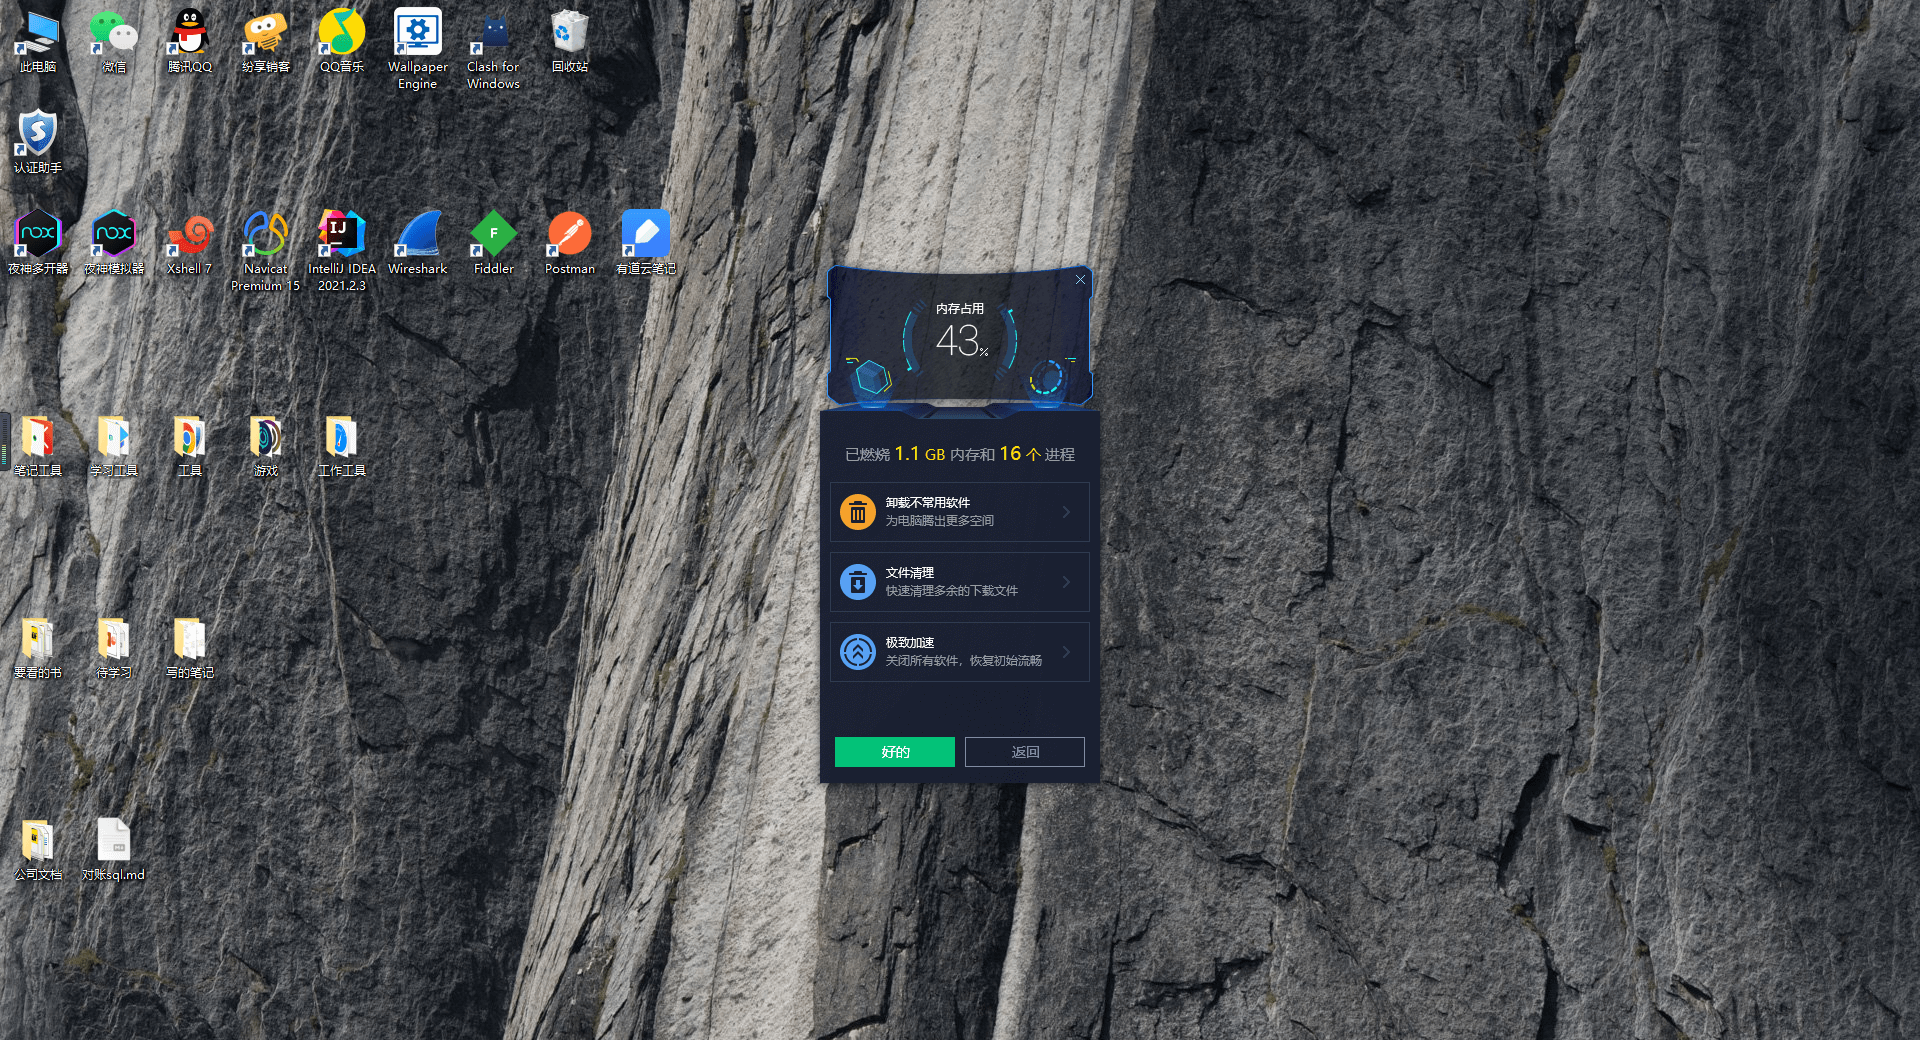 此电脑
微信
腾讯QQ
纷享销客
QQ音乐
Wallpaper
Engine
Clash for
Windows
回收站
认证助手
nox
nox
IJ
F
夜神多开器
夜神模拟器
Xshell 7
Navicat
Premium 15
IntelliJ IDEA
2021.2.3
Wireshark
Fiddler
Postman
有道云笔记
内存占用
43%
笔记工具
学习工具
工具
游戏
工作工具
已燃烧 1.1 GB 内存和 16 个 进程
卸载不常用软件
为电脑腾出更多空间
文件清理
快速清理多余的下载文件
极致加速
关闭所有软件，恢复初始流畅
要看的书
待学习
写的笔记
好的
返回
公司文档
对账sql.md